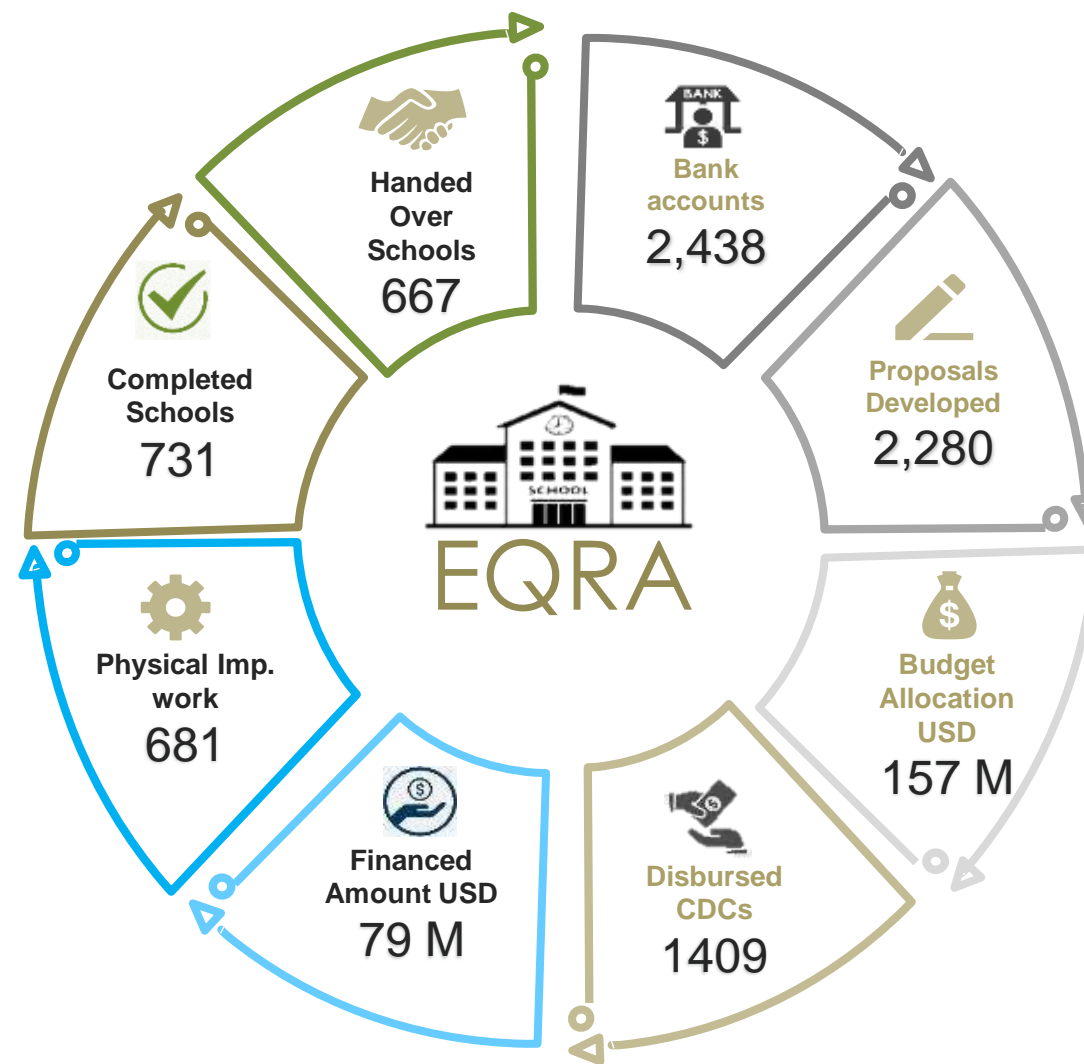 BANK
$
Bank
accounts
2,438
Proposals
Developed
2,280
$
Budget
Allocation
USD
157 M
$
Disbursed
CDCs
1409
$
Financed
Amount USD
79 M
Physical Imp.
work
681
Completed
Schools
731
Handed
Over
Schools
667
SCHOOL
EQRA